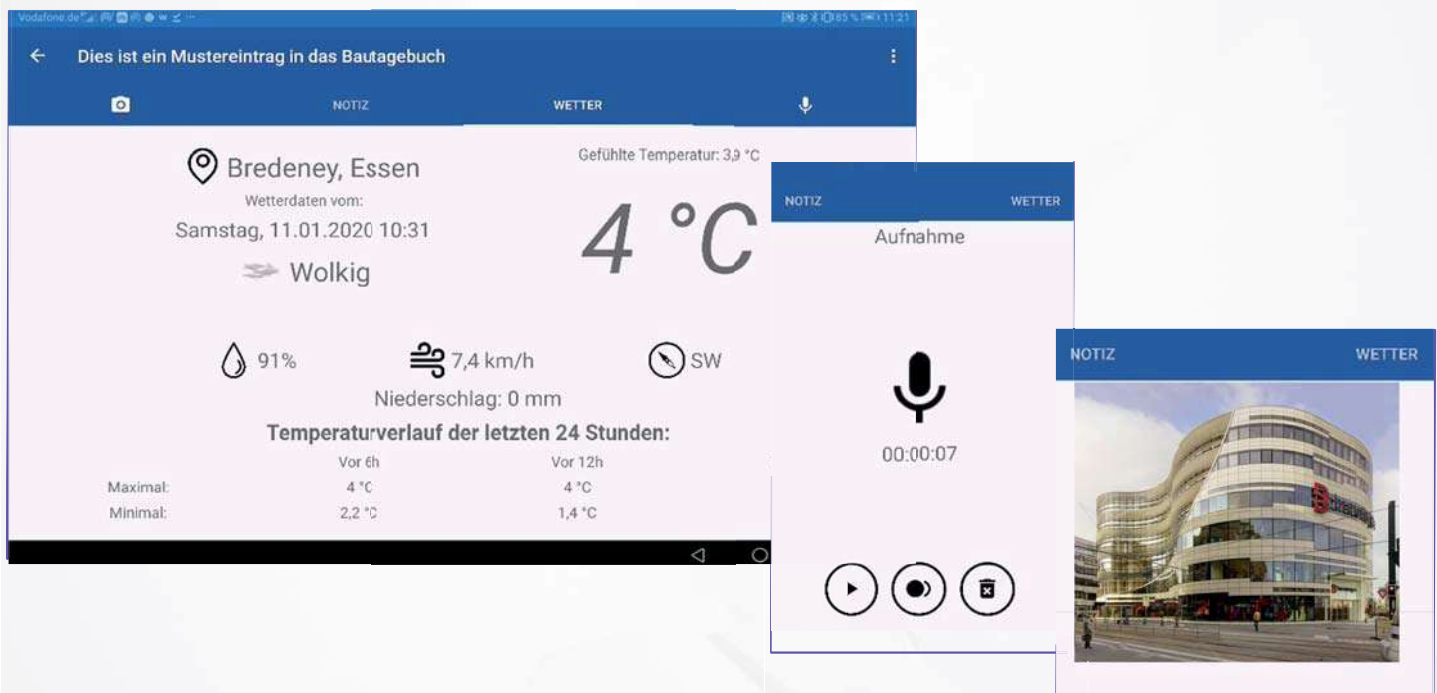 Vodafone.de
85 % 11:21
Dies ist ein Mustereintrag in das Bautagebuch
NOTIZ WETTER
Bredeney, Essen
Wetterdaten vom:
Samstag, 11.01.2020 10:31
Wolkig
Gefühlte Temperatur: 3,9 °C
4 °C
91% 7,4 km/h SW
Niederschlag: 0 mm
Temperaturverlauf der letzten 24 Stunden:
Vor 6h Vor 12h
Maximal: 4 °C 4 °C
Minimal: 2,2 °C 1,4 °C
NOTIZ WETTER
Aufnahme
00:00:07
NOTIZ WETTER